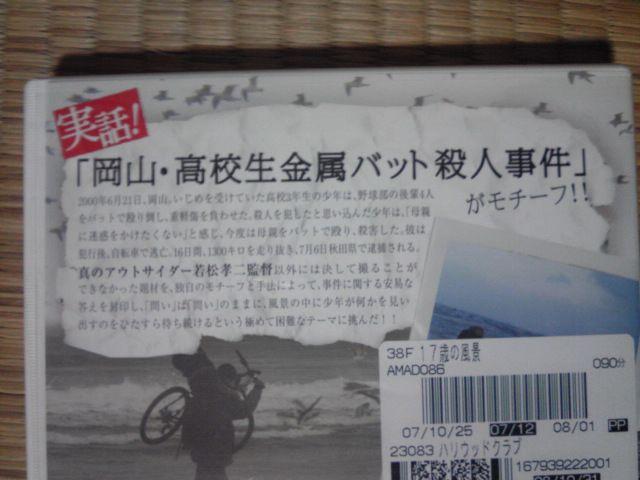 実話!
「岡山・高校生金属バット殺人事件」
がモチーフ!!
2000年6月21日、岡山。いじめを受けていた高校3年生の少年は、野球部の後輩4人
をバットで殴り倒し、重軽傷を負わせた。殺人を犯したと思い込んだ少年は、「母親
に迷惑をかけたくない」と感じ、今度は母親をバットで殴り、殺害した。彼は
犯行後、自転車で逃亡。16日間、1300キロを走り抜き、7月6日秋田県で逮捕される。
真のアウトサイダー若松孝二監督以外には決して撮ることが
できなかった題材を、独自のモチーフと手法によって、事件に関する安易な
答えを封印し、「問い」は「問い」のままに、風景の中に少年が何かを見い
出すのをひたすら待ち続けるという極めて困難なテーマに挑んだ!!
38F 17歳の風景
AMAD086 090分
07/10/25 07/12 08/01 PP
23083 ハリウッドクラブ
167939222001